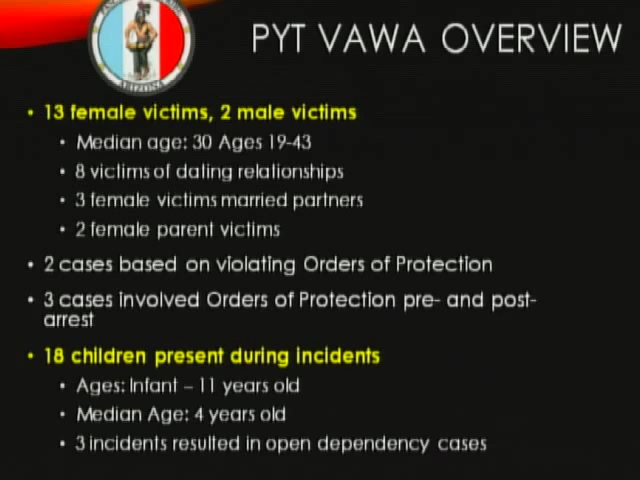 PYT VAWA OVERVIEW
ARIZONA
• 13 female victims, 2 male victims
• Median age: 30 Ages 19-43
• 8 victims of dating relationships
• 3 female victims married partners
• 2 female parent victims
• 2 cases based on violating Orders of Protection
• 3 cases involved Orders of Protection pre- and post-
arrest
• 18 children present during incidents
• Ages: Infant – 11 years old
• Median Age: 4 years old
• 3 incidents resulted in open dependency cases